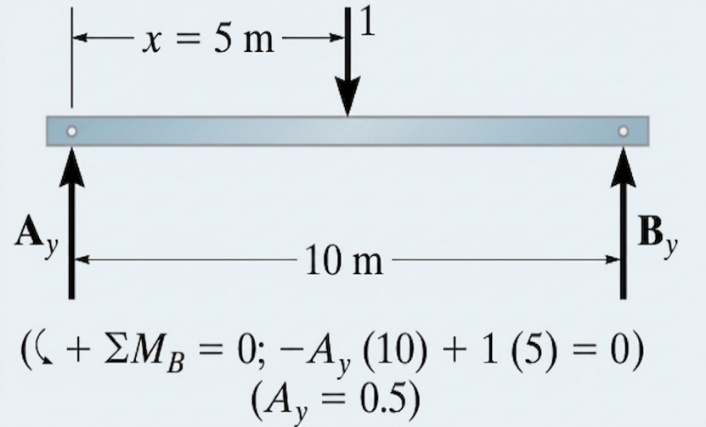 x = 5 m
1
A_y
B_y
10 m
(↶ + ΣM_B = 0; −A_y (10) + 1 (5) = 0)
(A_y = 0.5)